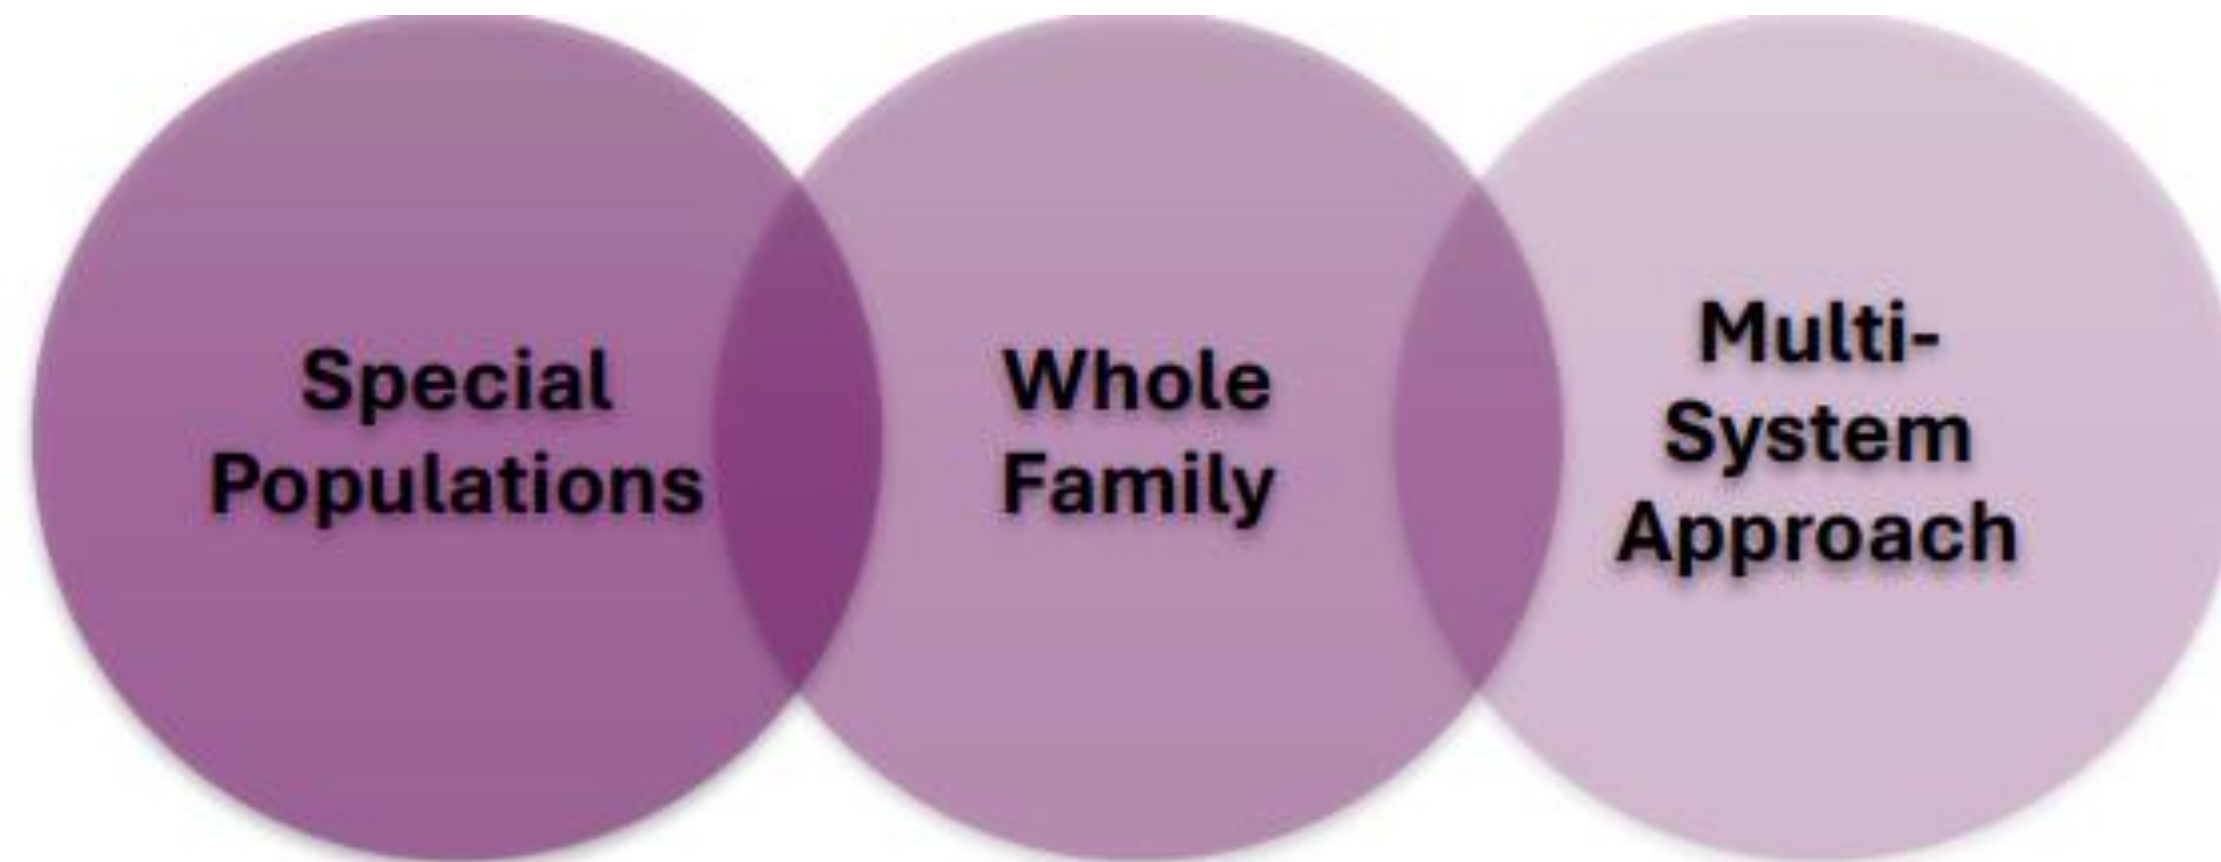 Special
Populations
Whole
Family
Multi-
System
Approach